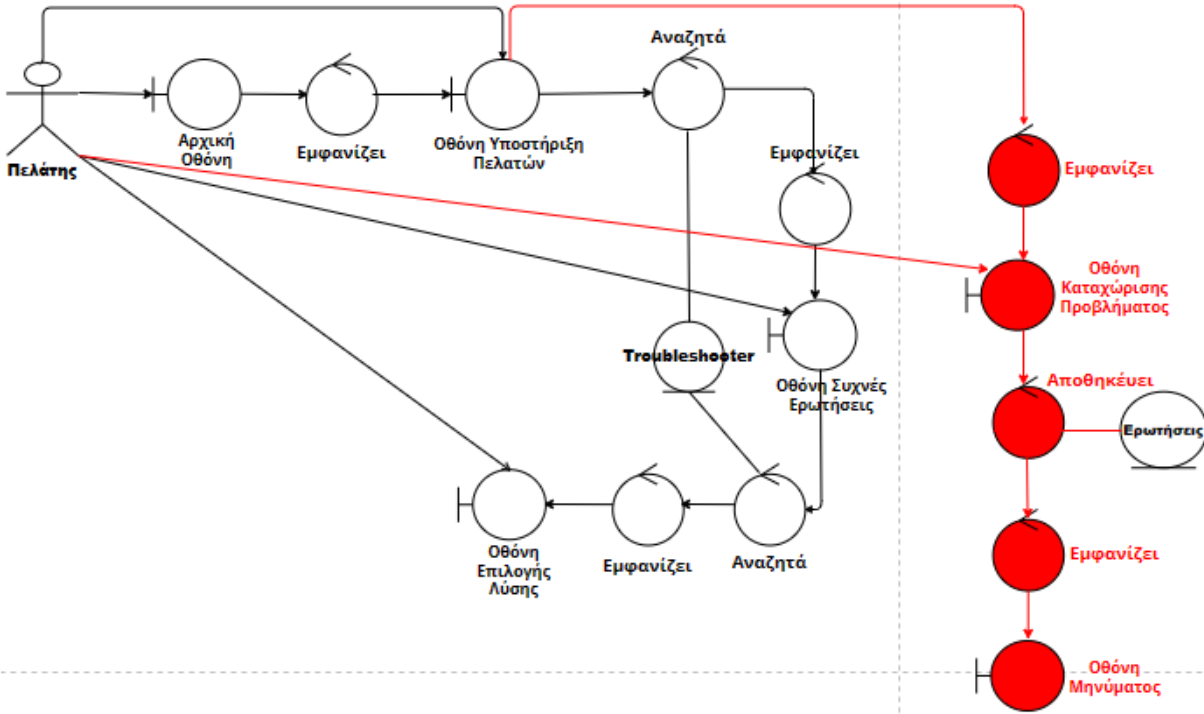 Αναζητά
Αρχική
Οθόνη
Εμφανίζει
Οθόνη Υποστήριξη
Πελατών
Εμφανίζει
Πελάτης
Εμφανίζει
Οθόνη
Καταχώρισης
Προβλήματος
Troubleshooter
Οθόνη Συχνές
Ερωτήσεις
Αποθηκέυει
Ερωτήσεις
Οθόνη
Επιλογής
Λύσης
Εμφανίζει
Αναζητά
Εμφανίζει
Οθόνη
Μηνύματος